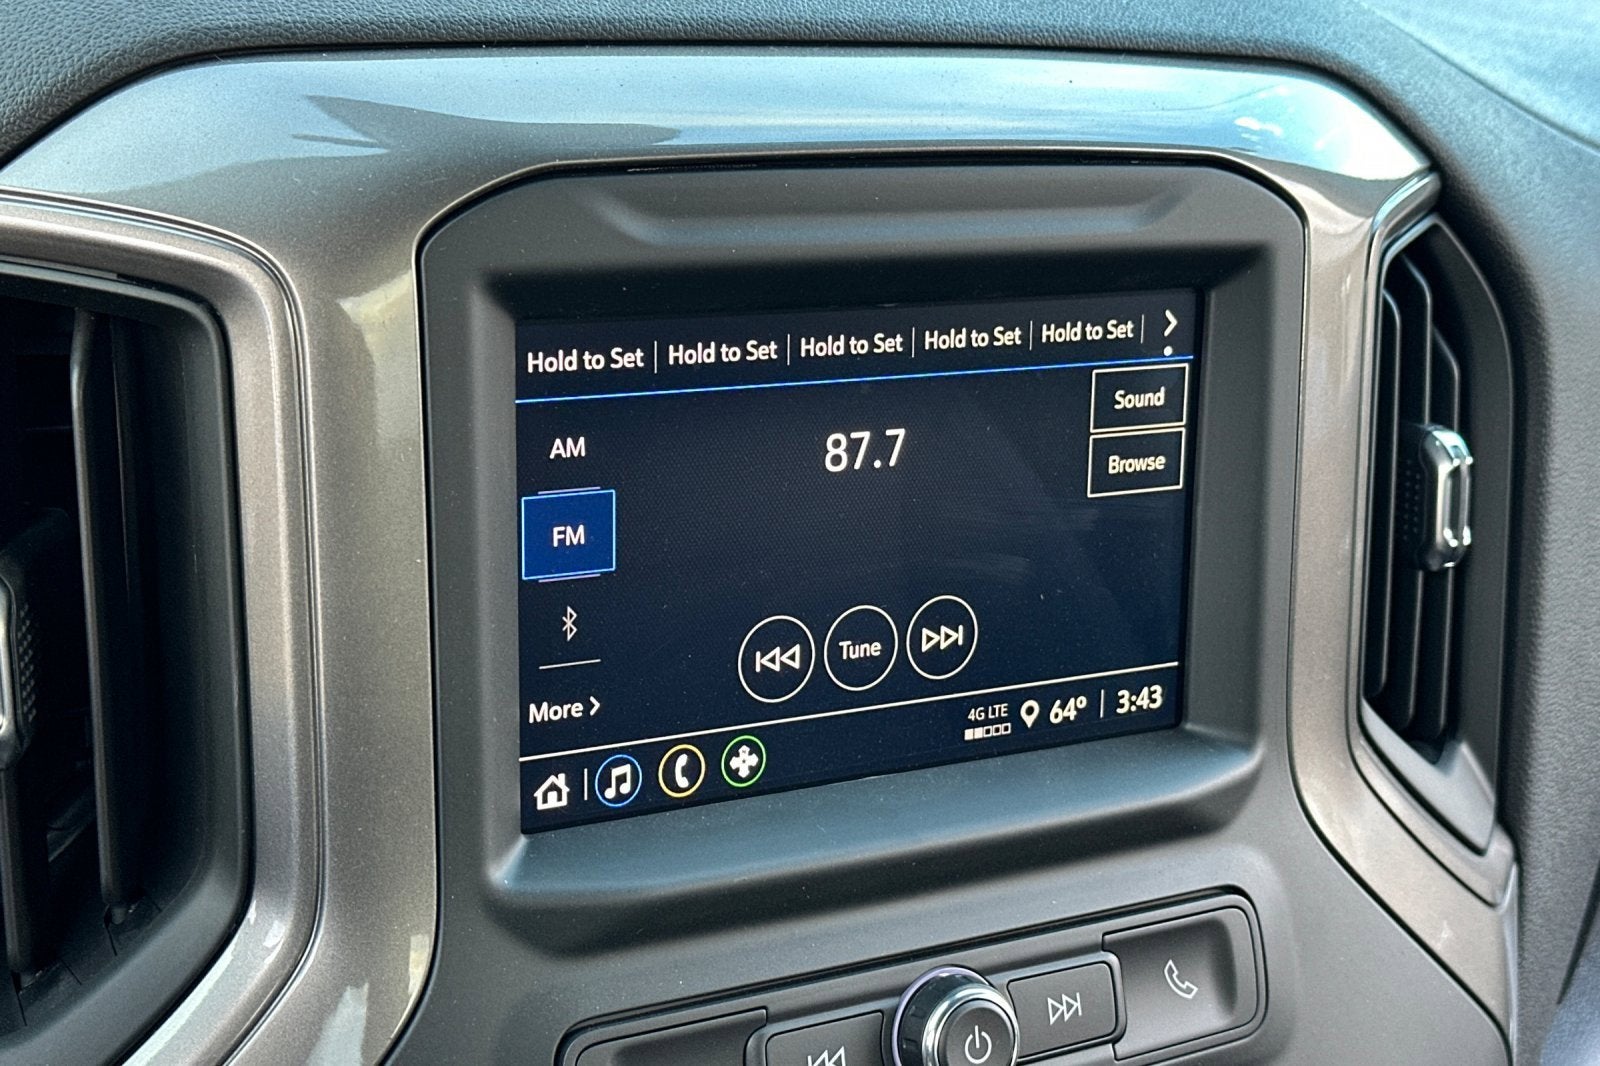 Hold to Set Hold to Set Hold to Set Hold to Set Hold to Set
Sound
AM 87.7
Browse
FM
Tune
More
4G LTE 64° 3:43